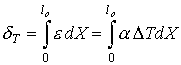 δ_T = ∫_0^{l_o} ε dX = ∫_0^{l_o} α ΔT dX